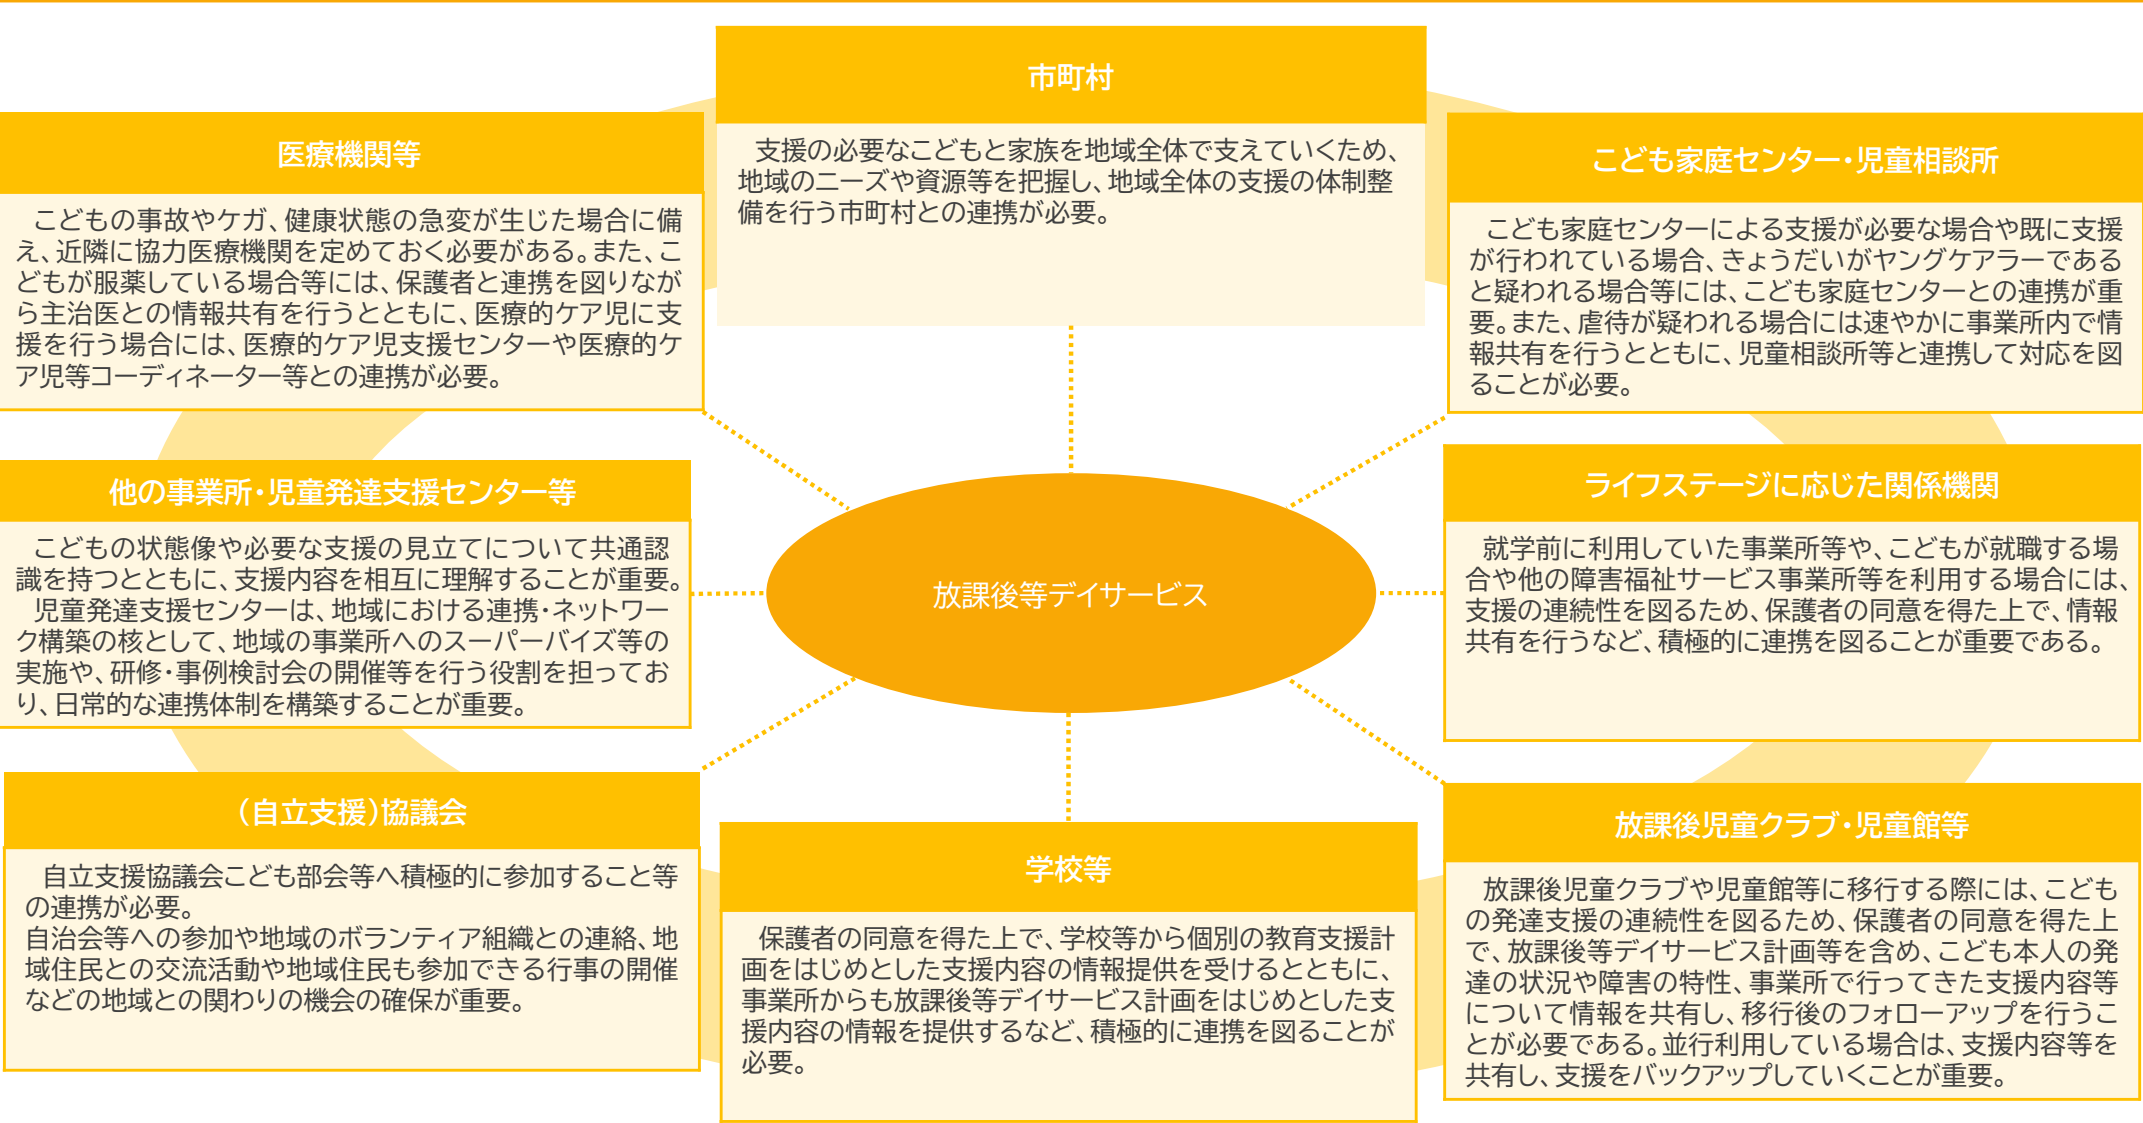 市町村
支援の必要なこどもと家族を地域全体で支えていくため、
地域のニーズや資源等を把握し、地域全体の支援の体制整
備を行う市町村との連携が必要。
医療機関等
こどもの事故やケガ、健康状態の急変が生じた場合に備
え、近隣に協力医療機関を定めておく必要がある。また、こ
どもが服薬している場合等には、保護者と連携を図りなが
ら主治医との情報共有を行うとともに、医療的ケア児に支
援を行う場合には、医療的ケア児支援センターや医療的ケ
ア児等コーディネーター等との連携が必要。
こども家庭センター・児童相談所
こども家庭センターによる支援が必要な場合や既に支援
が行われている場合、きょうだいがヤングケアラーである
と疑われる場合等には、こども家庭センターとの連携が重
要。また、虐待が疑われる場合には速やかに事業所内で情
報共有を行うとともに、児童相談所等と連携して対応を図
ることが必要。
他の事業所・児童発達支援センター等
こどもの状態像や必要な支援の見立てについて共通認
識を持つとともに、支援内容を相互に理解することが重要。
児童発達支援センターは、地域における連携・ネットワー
ク構築の核として、地域の事業所へのスーパーバイズ等の
実施や、研修・事例検討会の開催等を行う役割を担ってお
り、日常的な連携体制を構築することが重要。
放課後等デイサービス
ライフステージに応じた関係機関
就学前に利用していた事業所等や、こどもが就職する場
合や他の障害福祉サービス事業所等を利用する場合には、
支援の連続性を図るため、保護者の同意を得た上で、情報
共有を行うなど、積極的に連携を図ることが重要である。
（自立支援）協議会
自立支援協議会こども部会等へ積極的に参加すること等
の連携が必要。
自治会等への参加や地域のボランティア組織との連絡、地
域住民との交流活動や地域住民も参加できる行事の開催
などの地域との関わりの機会の確保が重要。
学校等
保護者の同意を得た上で、学校等から個別の教育支援計
画をはじめとした支援内容の情報提供を受けるとともに、
事業所からも放課後等デイサービス計画をはじめとした支
援内容の情報を提供するなど、積極的に連携を図ることが
必要。
放課後児童クラブ・児童館等
放課後児童クラブや児童館等に移行する際には、こども
の発達支援の連続性を図るため、保護者の同意を得た上
で、放課後等デイサービス計画等を含め、こども本人の発
達の状況や障害の特性、事業所で行ってきた支援内容等
について情報を共有し、移行後のフォローアップを行うこ
とが必要である。並行利用している場合は、支援内容等を
共有し、支援をバックアップしていくことが重要。